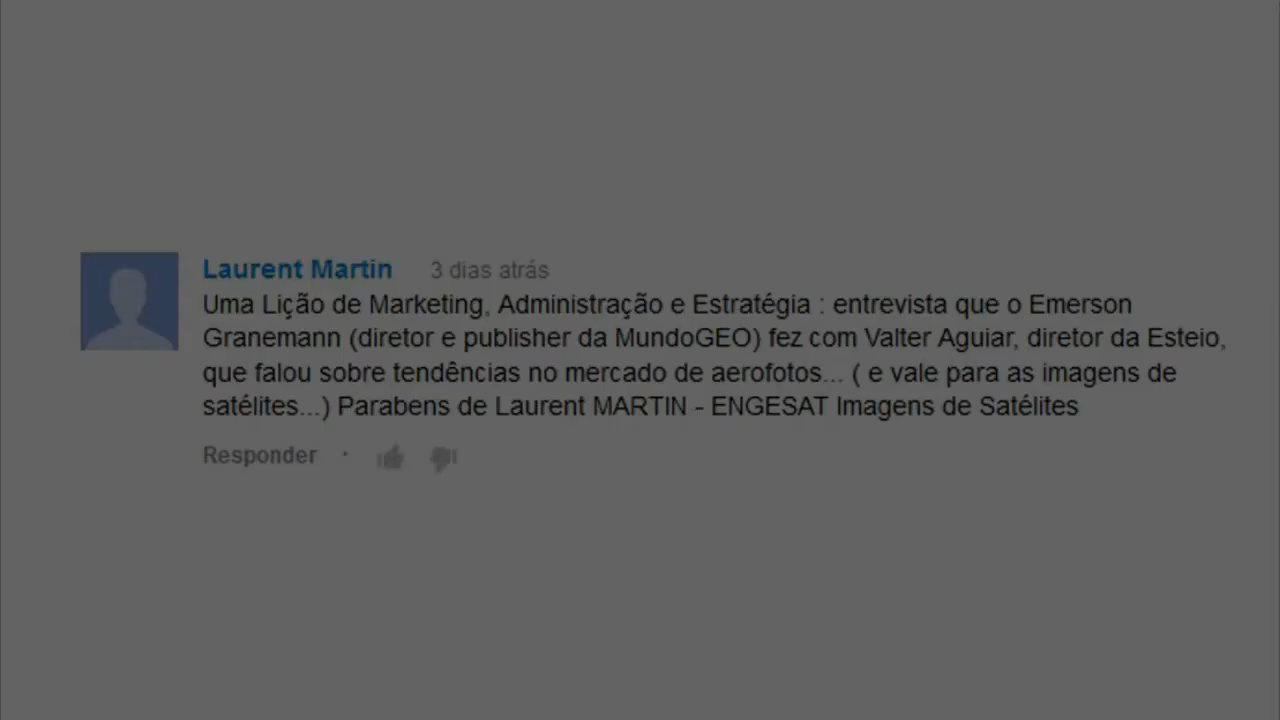 Laurent Martin 3 dias atrás
Uma Lição de Marketing, Administração e Estratégia : entrevista que o Emerson
Granemann (diretor e publisher da MundoGEO) fez com Valter Aguiar, diretor da Esteio,
que falou sobre tendências no mercado de aerofotos... ( e vale para as imagens de
satélites...) Parabens de Laurent MARTIN - ENGESAT Imagens de Satélites
Responder ·